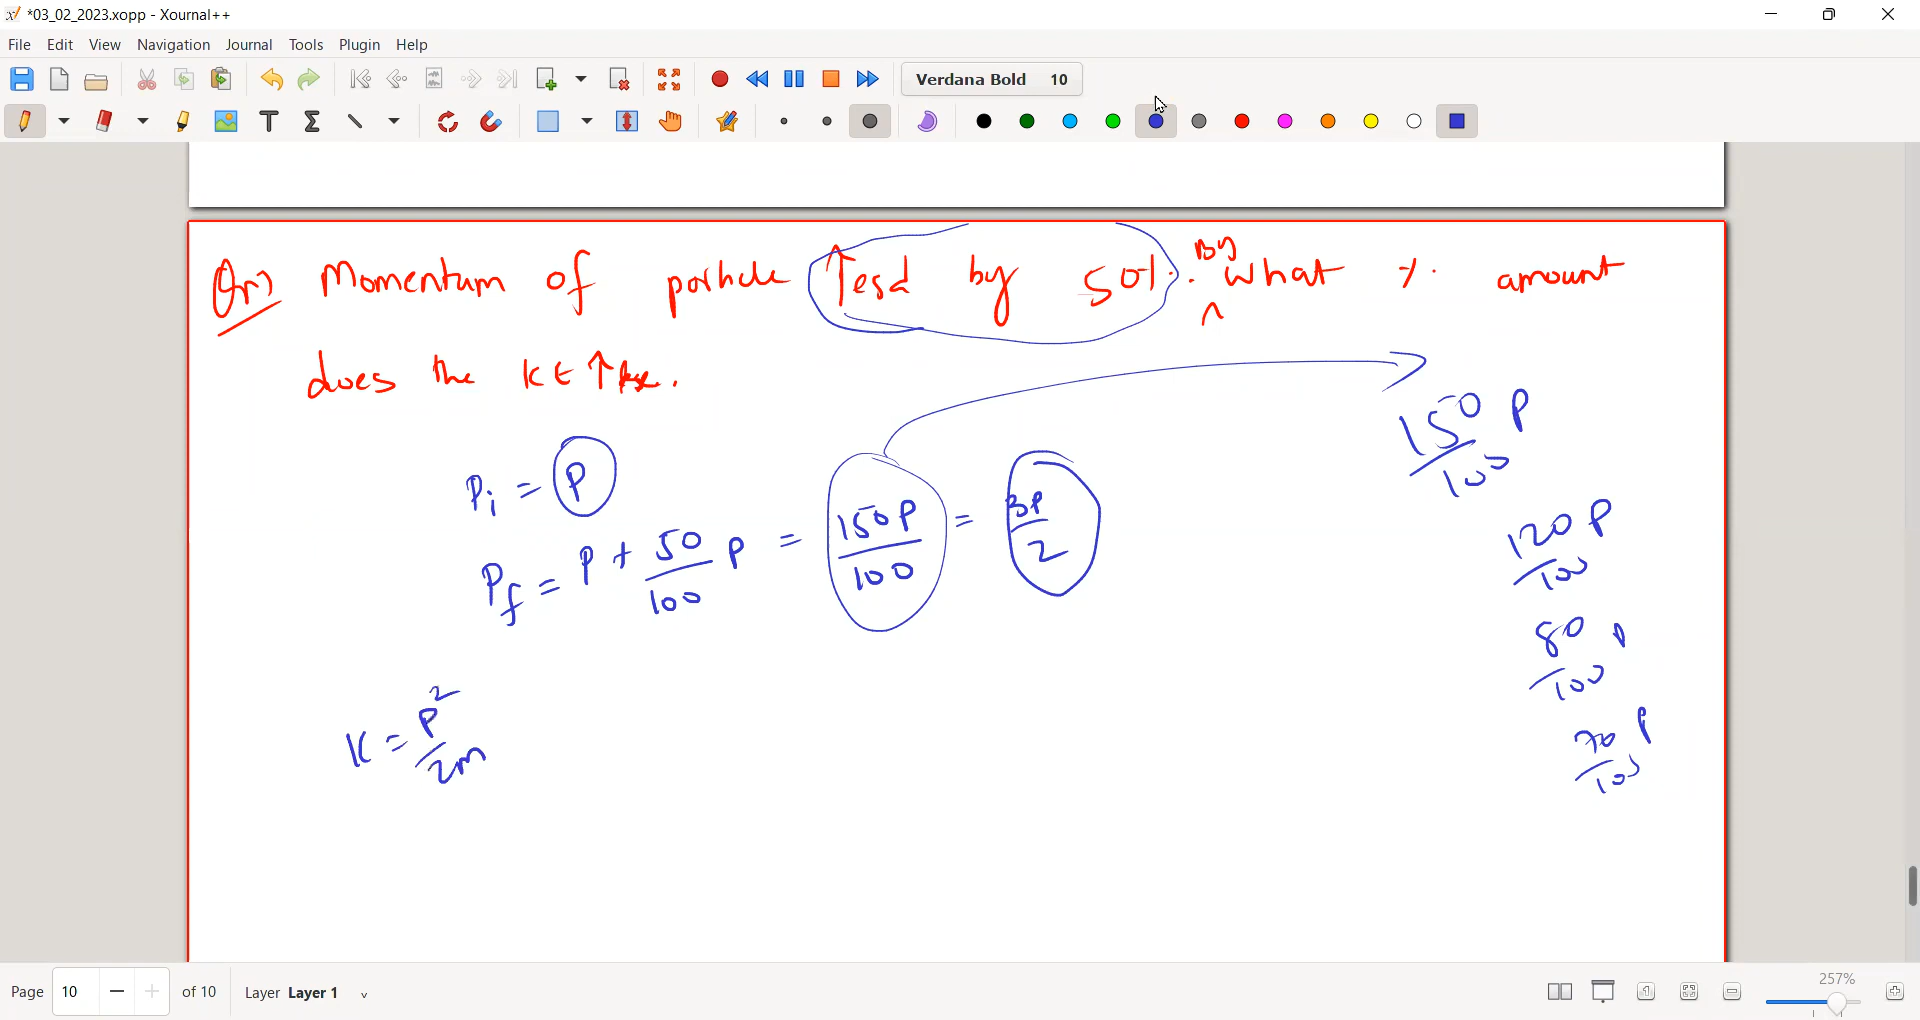 *03_02_2023.xopp - Xournal++
File Edit View Navigation Journal Tools Plugin Help
Verdana Bold 10
Qn) Momentum of particle ↑esd by 50%. By what % amount
does the KE ↑
Pi = P
Pf = P + 50/100 P = 150P/100 = 3P/2
150/100 P
120/100 P
80/100 P
70/100 P
K = P²/2m
Page 10 of 10 Layer Layer 1 257%